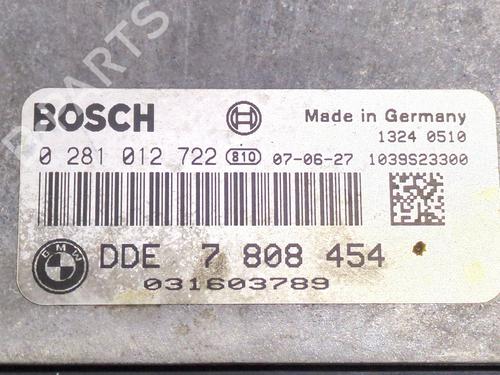 BOSCH
Made in Germany
1324 0510
0 281 012 722 810 07-06-27 1039S23300
BMW DDE 7 808 454
031603789